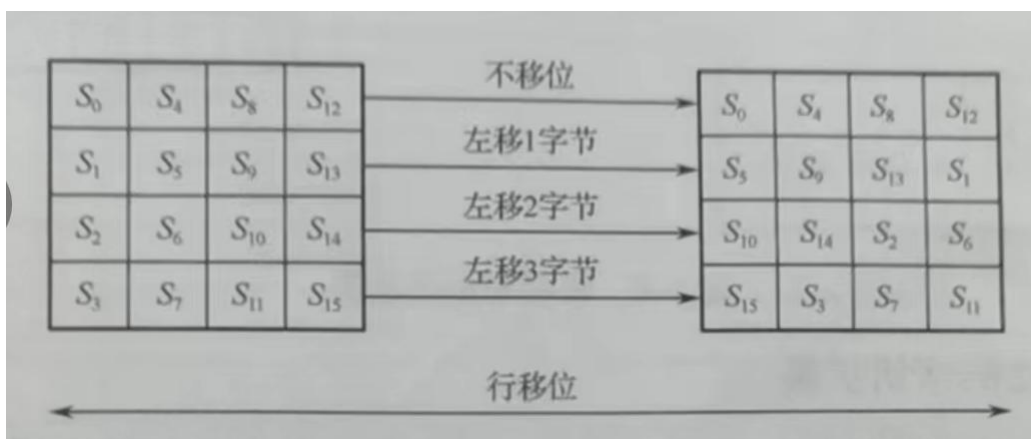 不移位
S₀ S₄ S₈ S₁₂ S₀ S₄ S₈ S₁₂
左移1字节
S₁ S₅ S₉ S₁₃ S₅ S₉ S₁₃ S₁
左移2字节
S₂ S₆ S₁₀ S₁₄ S₁₀ S₁₄ S₂ S₆
左移3字节
S₃ S₇ S₁₁ S₁₅ S₁₅ S₃ S₇ S₁₁
行移位